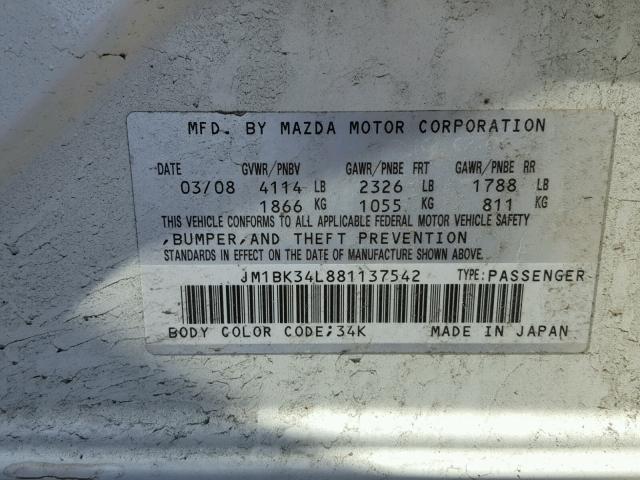 MFD. BY MAZDA MOTOR CORPORATION
DATE GVWR/PNBV GAWR/PNBE FRT GAWR/PNBE RR
03/08 4114 LB 2326 LB 1788 LB
1866 KG 1055 KG 811 KG
THIS VEHICLE CONFORMS TO ALL APPLICABLE FEDERAL MOTOR VEHICLE SAFETY
,BUMPER,AND THEFT PREVENTION
STANDARDS IN EFFECT ON THE DATE OF MANUFACTURE SHOWN ABOVE.
JM1BK34L881137542 TYPE:PASSENGER
BODY COLOR CODE;34K MADE IN JAPAN